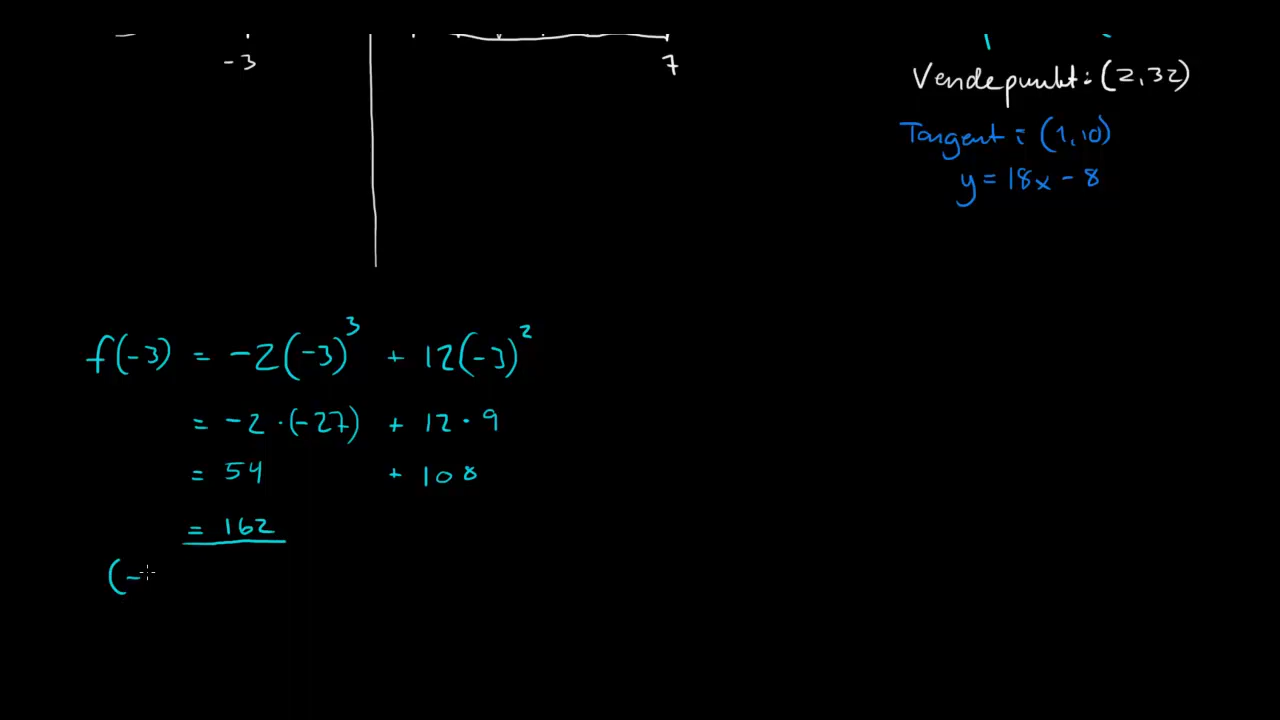 -3
7
Vendepunkt: (2,32)
Tangent: (1,10)
y = 18x - 8
f(-3) = -2(-3)³ + 12(-3)²
= -2 · (-27) + 12 · 9
= 54 + 108
= 162
(-